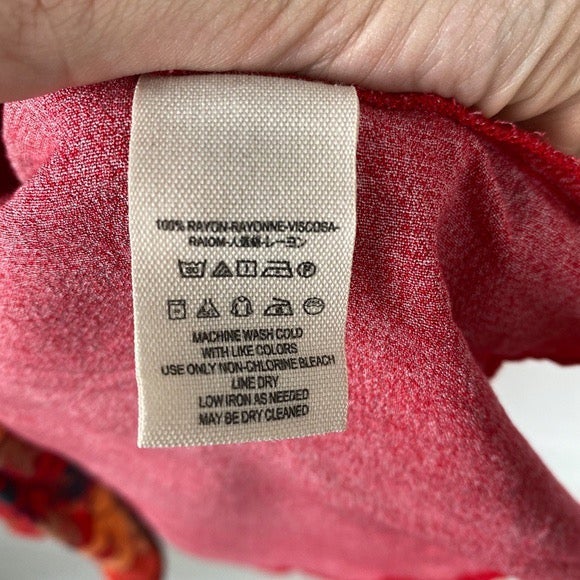 100% RAYON-RAYONNE-VISCOSA-
RAIOM-人造絲-レーヨン
MACHINE WASH COLD
WITH LIKE COLORS
USE ONLY NON-CHLORINE BLEACH
LINE DRY
LOW IRON AS NEEDED
MAY BE DRY CLEANED